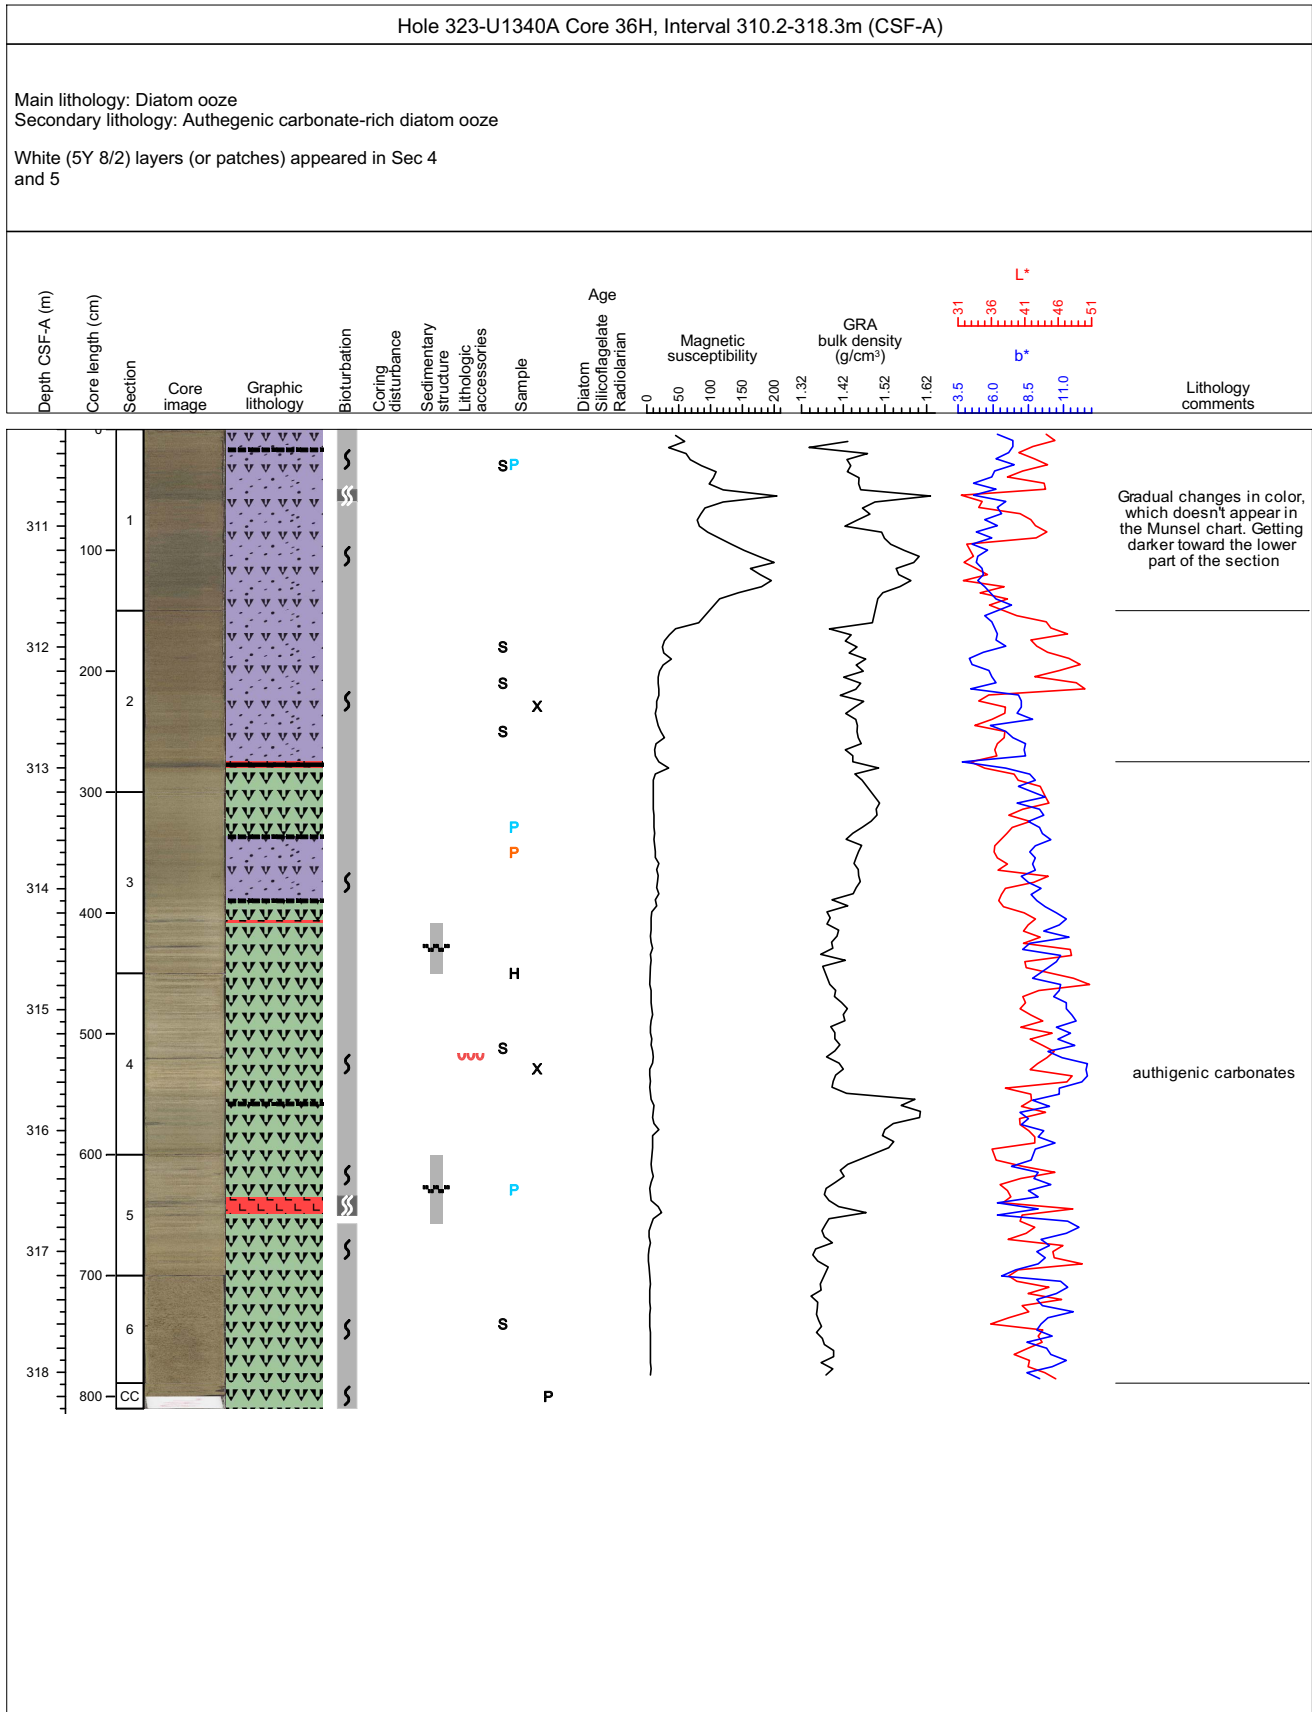 Hole 323-U1340A Core 36H, Interval 310.2-318.3m (CSF-A)
Main lithology: Diatom ooze
Secondary lithology: Authegenic carbonate-rich diatom ooze
White (5Y 8/2) layers (or patches) appeared in Sec 4
and 5
Depth CSF-A (m)
Core length (cm)
Section
Core
image
Graphic
lithology
Bioturbation
Coring
disturbance
Sedimentary
structure
Lithologic
accessories
Sample
Age
Diatom
Silicoflagelate
Radiolarian
Magnetic
susceptibility
0 50 100 150 200
GRA
bulk density
(g/cm³)
1.32 1.42 1.52 1.62
L*
31 36 41 46 51
b*
3.5 6.0 8.5 11.0
Lithology
comments
0
S P
Gradual changes in color,
which doesn't appear in
the Munsel chart. Getting
darker toward the lower
part of the section
1
311
100
312
S
200
S
2
X
S
313
300
P
P
3
314
400
H
315
500
S
4
X
authigenic carbonates
316
600
P
5
317
700
S
6
318
800
CC
P